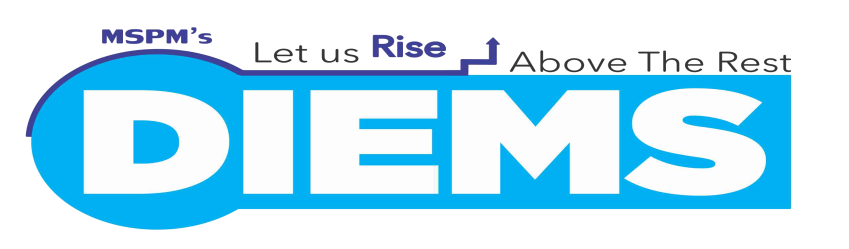 MSPM's
Let us Rise Above The Rest
DIEMS